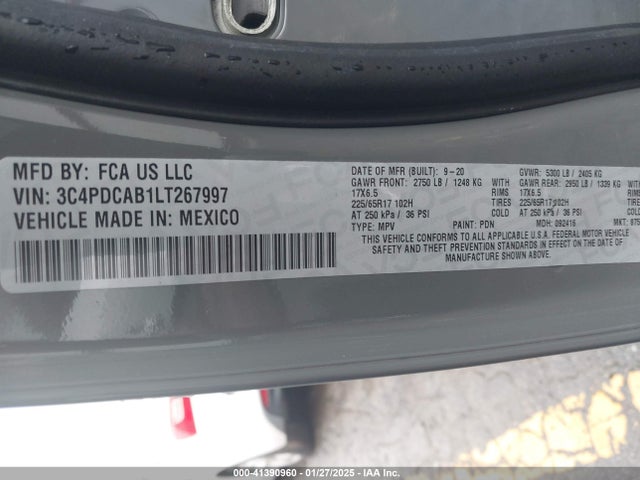 MFD BY: FCA US LLC
VIN: 3C4PDCAB1LT267997
VEHICLE MADE IN: MEXICO
DATE OF MFR (BUILT): 9-20 GVWR: 5300 LB / 2405 KG
GAWR FRONT: 2750 LB / 1248 KG GAWR REAR: 2950 LB / 1339 KG
17X6.5 RIMS 17X6.5
225/65R17 102H TIRES 225/65R17 102H
AT 250 kPa / 36 PSI COLD AT 250 kPa / 36 PSI
TYPE: MPV PAINT: PDN MDH: 092416 MKT:
THIS VEHICLE CONFORMS TO ALL APPLICABLE U.S.A. FEDERAL MOTOR VEHICLE
SAFETY AND THEFT PREVENTION STANDARDS IN EFFECT ON THE DATE OF
MANUFACTURE SHOWN ABOVE.
000-41390960 - 01/27/2025 - IAAI.COM